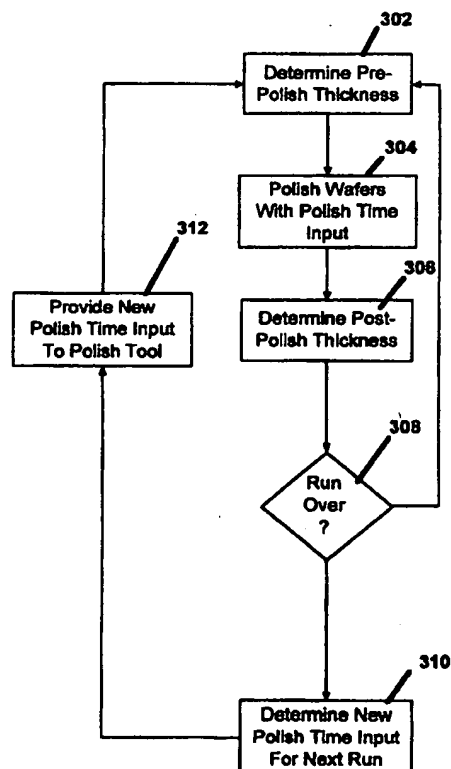 302
Determine Pre-
Polish Thickness
304
Polish Wafers
With Polish Time
Input
312
Provide New
Polish Time Input
To Polish Tool
306
Determine Post-
Polish Thickness
308
Run
Over
?
310
Determine New
Polish Time Input
For Next Run